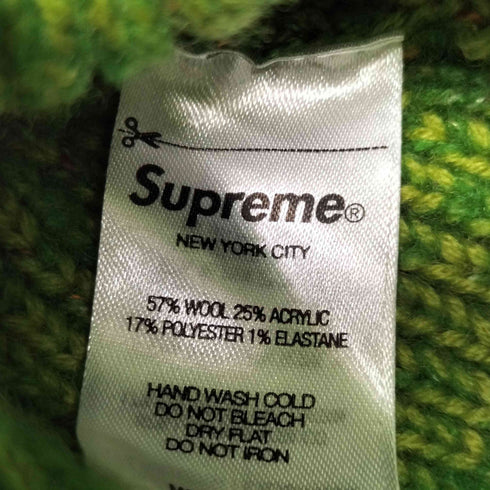 Supreme®
NEW YORK CITY
57% WOOL 25% ACRYLIC
17% POLYESTER 1% ELASTANE
HAND WASH COLD
DO NOT BLEACH
DRY FLAT
DO NOT IRON